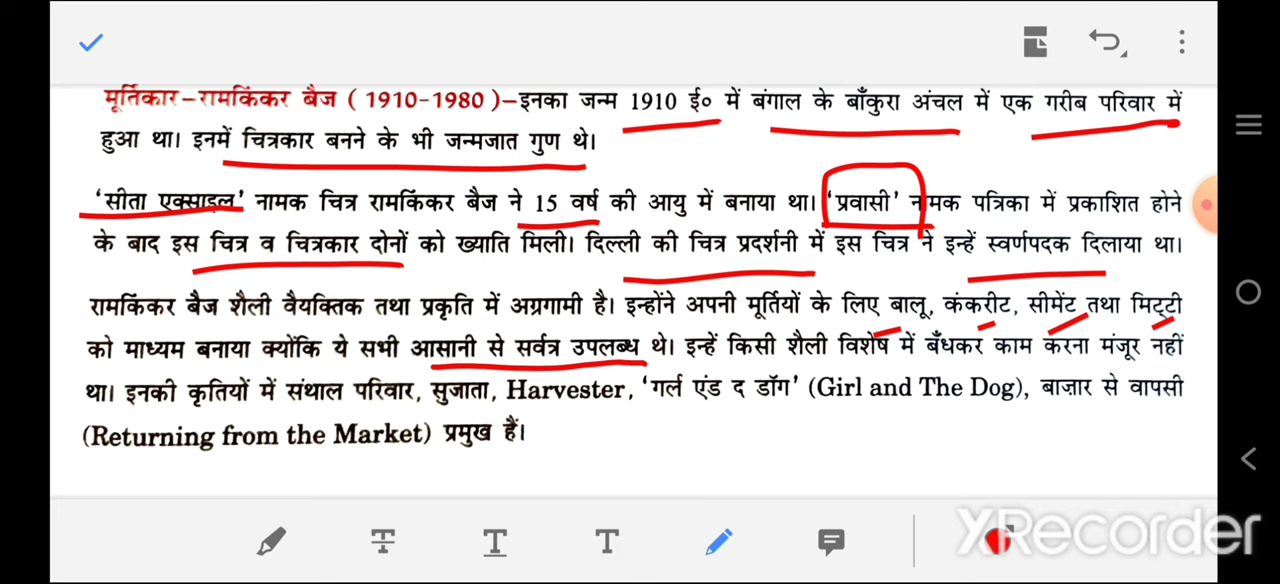 मूर्तिकार–रामकिंकर बैज ( 1910-1980 )–इनका जन्म 1910 ई० में बंगाल के बाँकुरा अंचल में एक गरीब परिवार में
हुआ था। इनमें चित्रकार बनने के भी जन्मजात गुण थे।
‘सीता एक्साइल’ नामक चित्र रामकिंकर बैज ने 15 वर्ष की आयु में बनाया था। ‘प्रवासी’ नामक पत्रिका में प्रकाशित होने
के बाद इस चित्र व चित्रकार दोनों को ख्याति मिली। दिल्ली की चित्र प्रदर्शनी में इस चित्र ने इन्हें स्वर्णपदक दिलाया था।
रामकिंकर बैज शैली वैयक्तिक तथा प्रकृति में अग्रगामी है। इन्होंने अपनी मूर्तियों के लिए बालू, कंकरीट, सीमेंट तथा मिट्टी
को माध्यम बनाया क्योंकि ये सभी आसानी से सर्वत्र उपलब्ध थे। इन्हें किसी शैली विशेष में बँधकर काम करना मंजूर नहीं
था। इनकी कृतियों में संथाल परिवार, सुजाता, Harvester, ‘गर्ल एंड द डॉग’ (Girl and The Dog), बाज़ार से वापसी
(Returning from the Market) प्रमुख हैं।
T T T
XRecorder